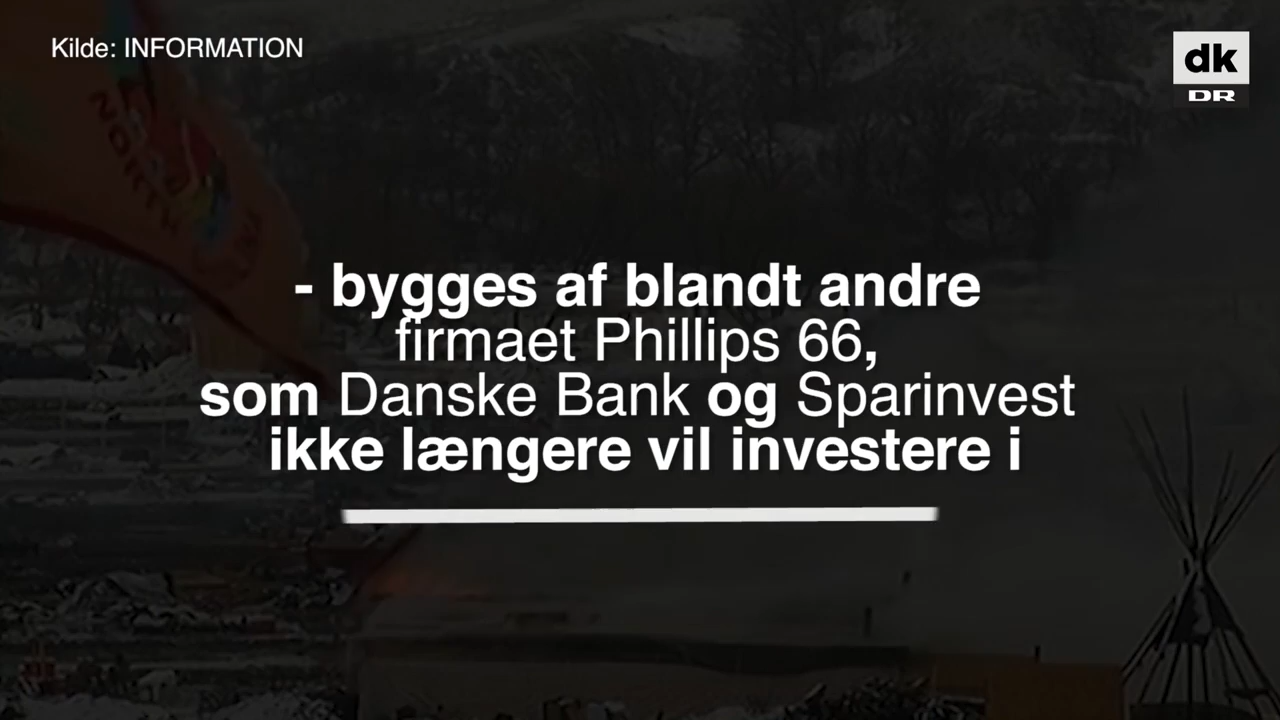 Kilde: INFORMATION
dk
DR
- bygges af blandt andre
firmaet Phillips 66,
som Danske Bank og Sparinvest
ikke længere vil investere i